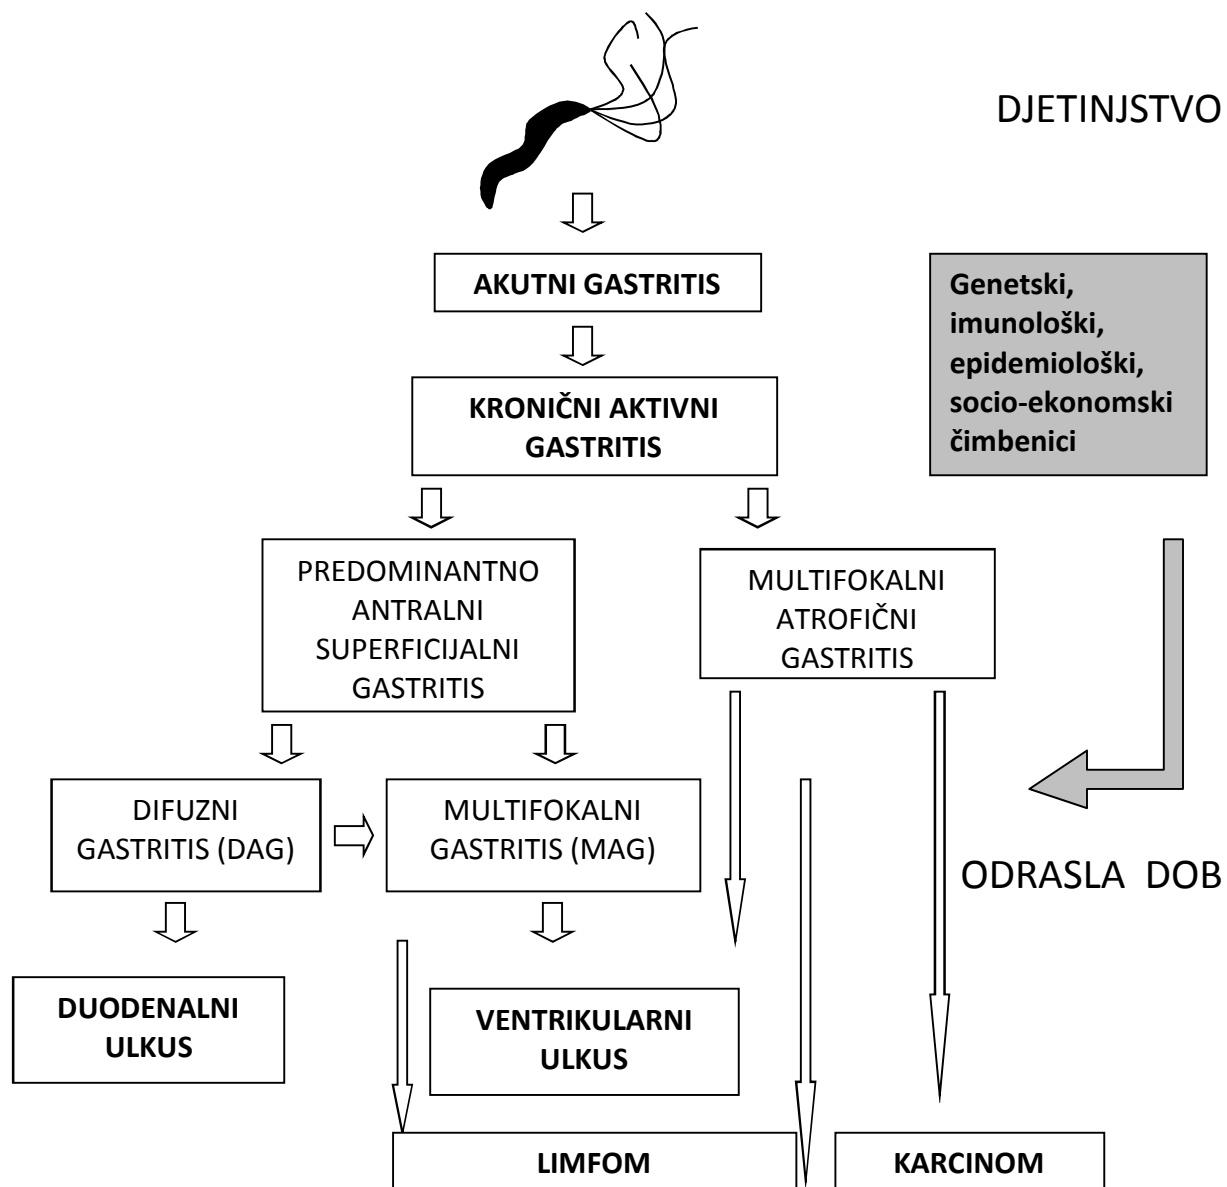 DJETINJSTVO
AKUTNI GASTRITIS
Genetski,
imunološki,
epidemiološki,
socio-ekonomski
čimbenici
KRONIČNI AKTIVNI
GASTRITIS
PREDOMINANTNO
ANTRALNI
SUPERFICIJALNI
GASTRITIS
MULTIFOKALNI
ATROFIČNI
GASTRITIS
DIFUZNI
GASTRITIS (DAG)
MULTIFOKALNI
GASTRITIS (MAG)
ODRASLA DOB
DUODENALNI
ULKUS
VENTRIKULARNI
ULKUS
LIMFOM
KARCINOM